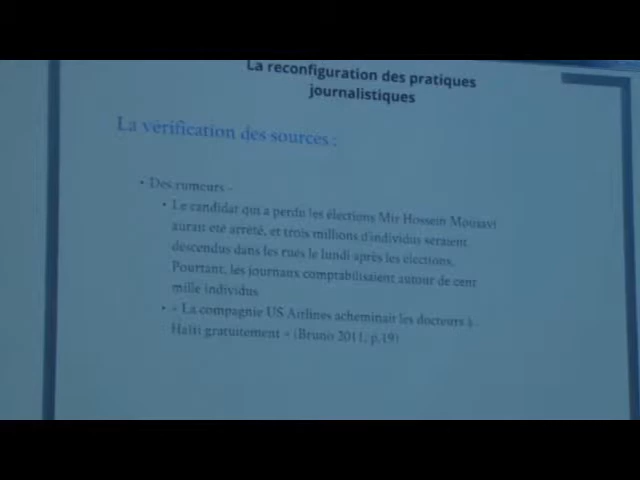 La reconfiguration des pratiques
journalistiques
La vérification des sources :
• Des rumeurs -
• Le candidat qui a perdu les élections Mir Hossein Mousavi
aurait été arrêté, et trois millions d'individus seraient
descendus dans les rues le lundi après les élections.
Pourtant, les journaux comptabilisaient autour de cent
mille individus
• « La compagnie US Airlines acheminait les docteurs à
Haïti gratuitement » (Bruno 2011, p.19)